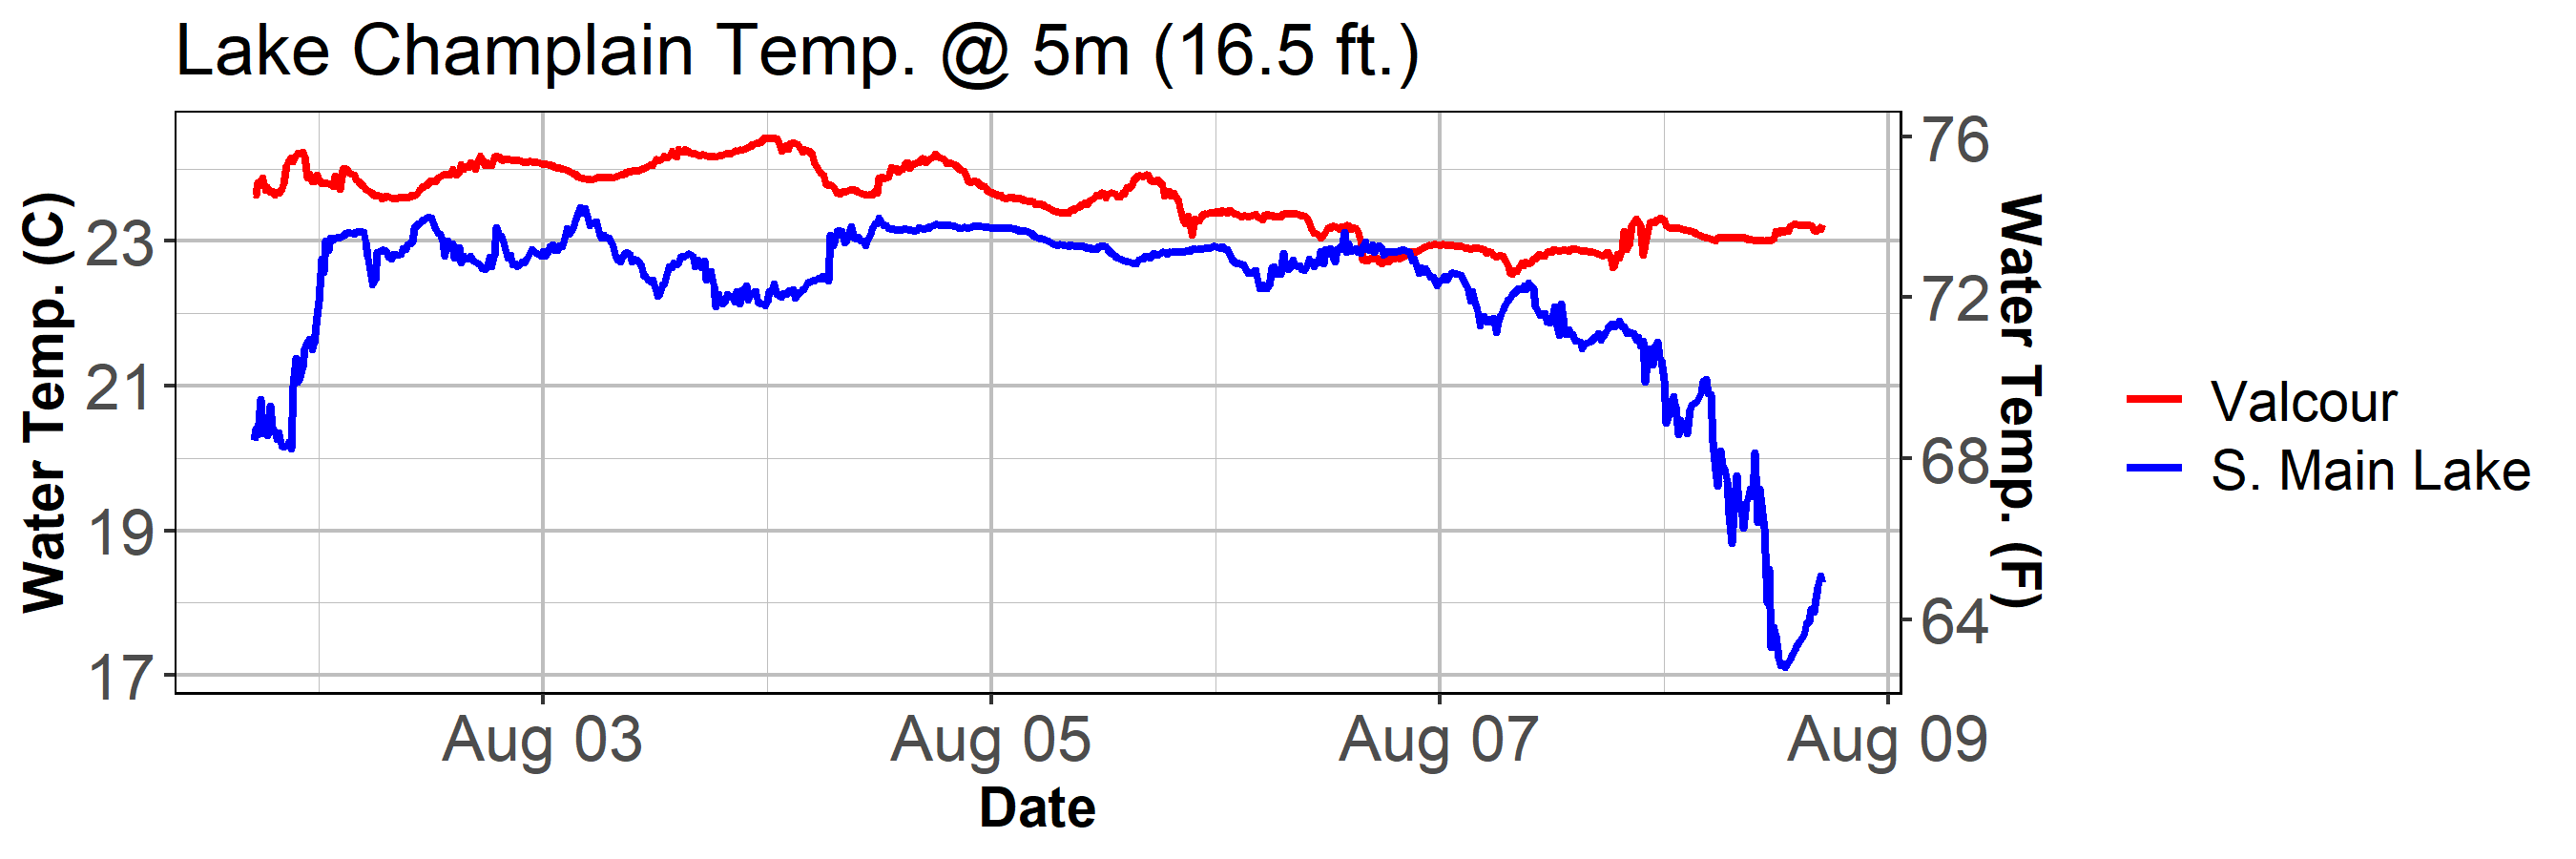 Lake Champlain Temp. @ 5m (16.5 ft.)
Water Temp. (C)
23
21
19
17
76
72
68
64
Water Temp. (F)
Aug 03
Aug 05
Aug 07
Aug 09
Date
Valcour
S. Main Lake